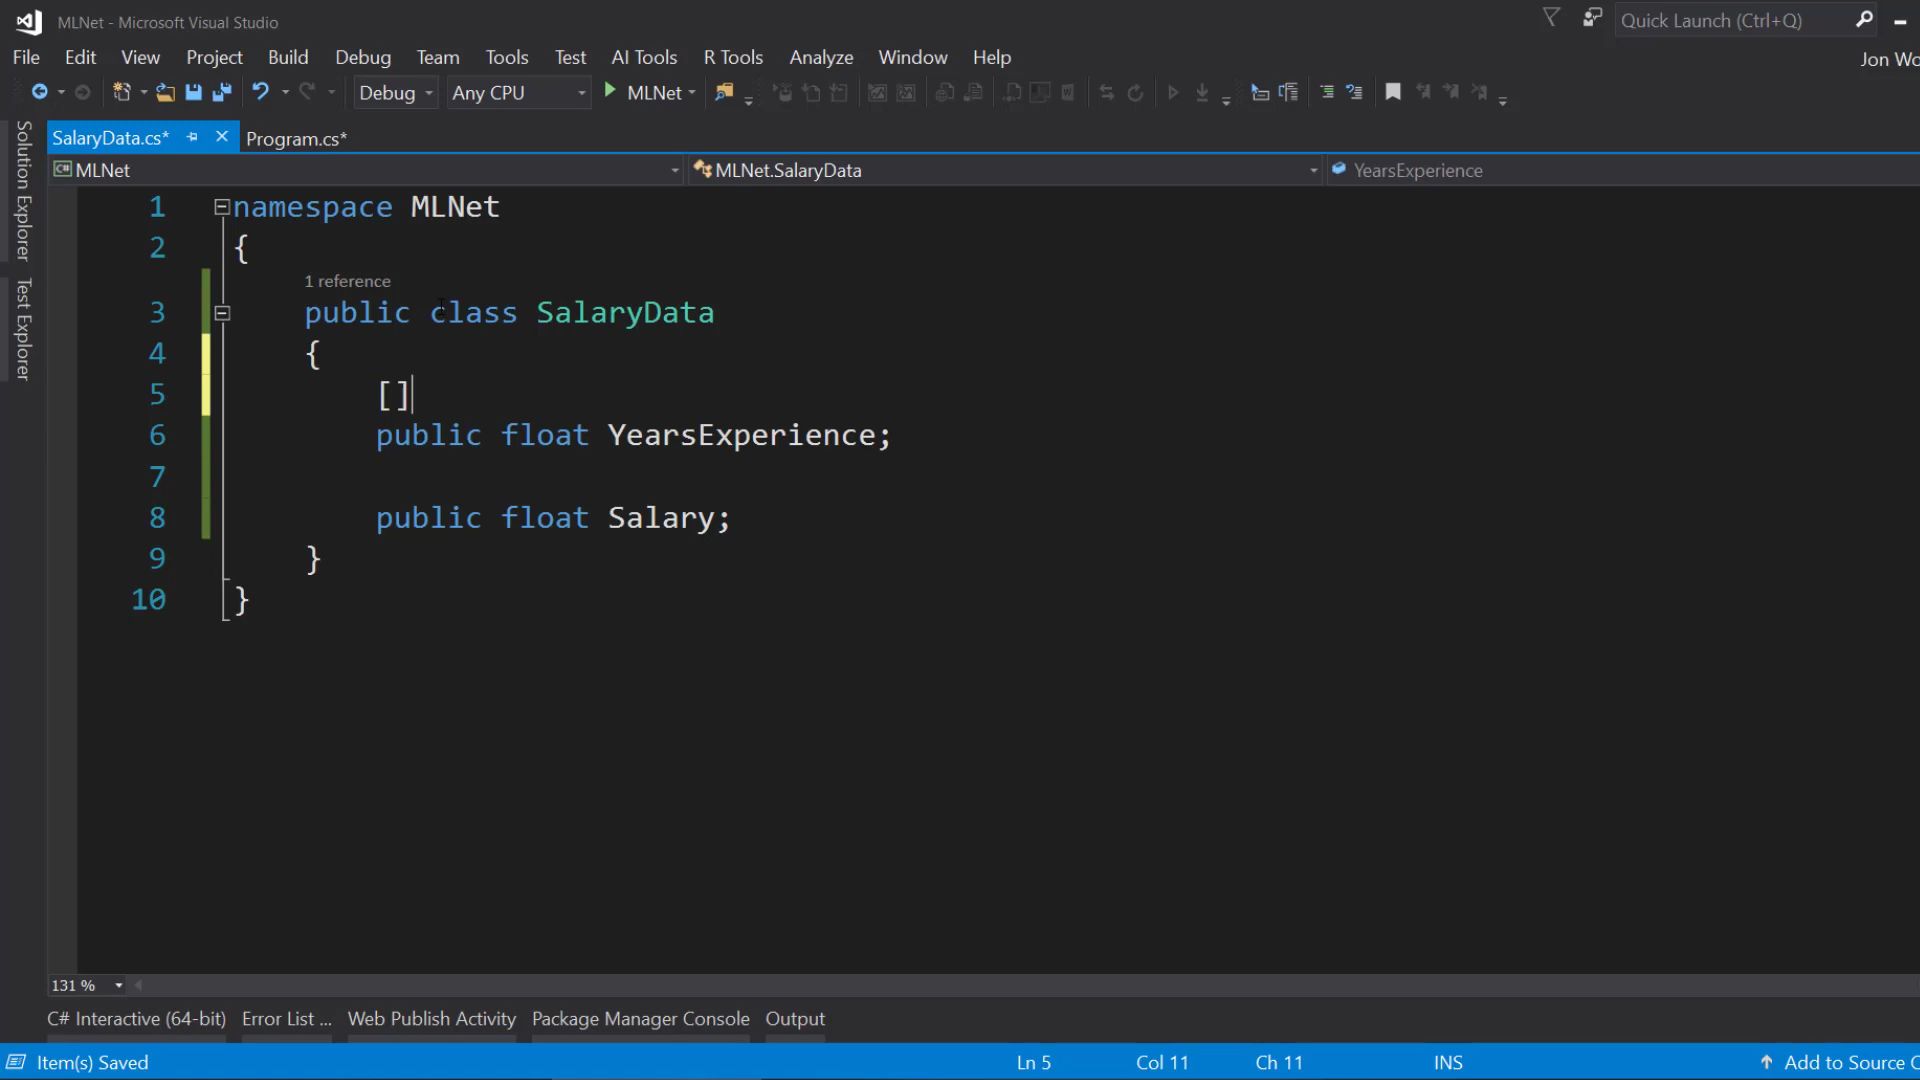 MLNet - Microsoft Visual Studio
Quick Launch (Ctrl+Q)
File Edit View Project Build Debug Team Tools Test AI Tools R Tools Analyze Window Help
Jon Wo
Debug Any CPU MLNet
Solution Explorer
Test Explorer
SalaryData.cs* Program.cs*
MLNet MLNet.SalaryData YearsExperience
1 namespace MLNet
2 {
1 reference
3 public class SalaryData
4 {
5 []
6 public float YearsExperience;
7
8 public float Salary;
9 }
10 }
131 %
C# Interactive (64-bit) Error List ... Web Publish Activity Package Manager Console Output
Item(s) Saved Ln 5 Col 11 Ch 11 INS Add to Source C